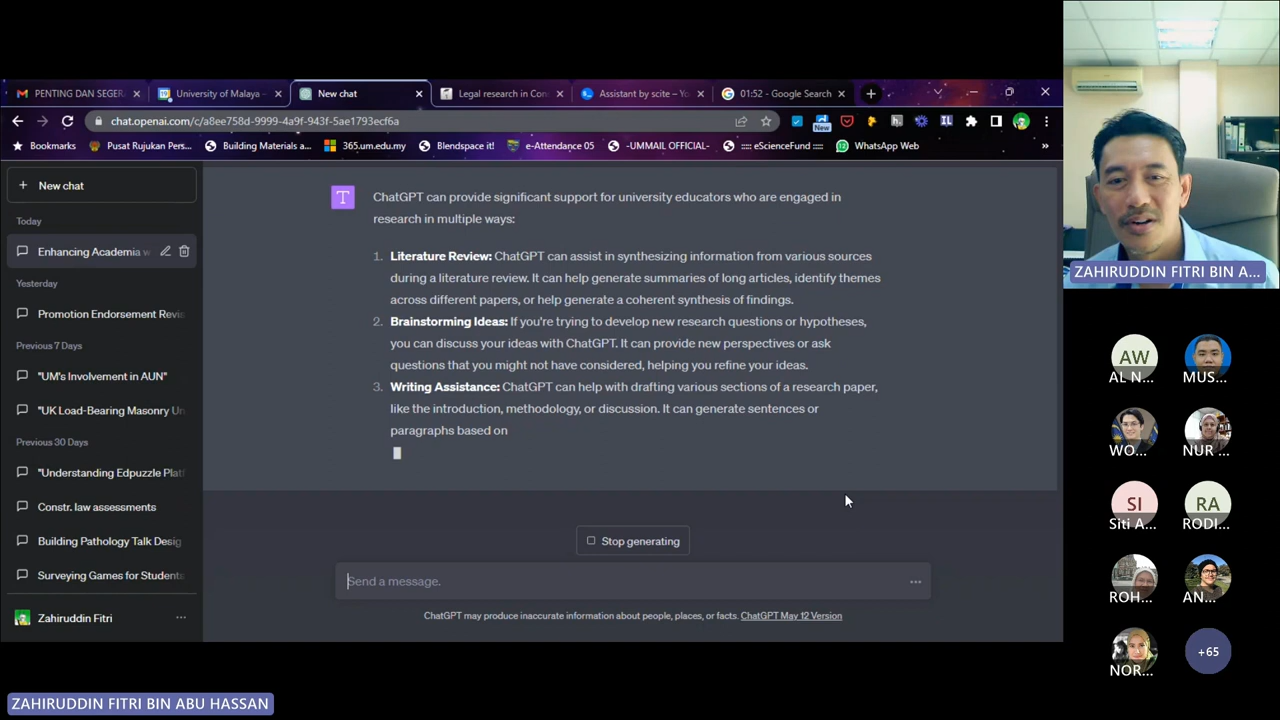 PENTING DAN SEGER
University of Malaya -
New chat
Legal research in Con
Assistant by scite – Yo
01:52 - Google Search
chat.openai.com/c/a8ee758d-9999-4a9f-943f-5ae1793ecf6a
New
Bookmarks
Pusat Rujukan Pers...
Building Materials a...
365.um.edu.my
Blendspace it!
e-Attendance 05
-UMMAIL OFFICIAL-
::::: eScienceFund ::::
WhatsApp Web
New chat
Today
Enhancing Academia w
Yesterday
Promotion Endorsement Revi
Previous 7 Days
"UM's Involvement in AUN"
"UK Load-Bearing Masonry Un
Previous 30 Days
"Understanding Edpuzzle Platf
Constr. law assessments
Building Pathology Talk Desig
Surveying Games for Students
Zahiruddin Fitri
T
ChatGPT can provide significant support for university educators who are engaged in
research in multiple ways:
1. Literature Review: ChatGPT can assist in synthesizing information from various sources
during a literature review. It can help generate summaries of long articles, identify themes
across different papers, or help generate a coherent synthesis of findings.
2. Brainstorming Ideas: If you're trying to develop new research questions or hypotheses,
you can discuss your ideas with ChatGPT. It can provide new perspectives or ask
questions that you might not have considered, helping you refine your ideas.
3. Writing Assistance: ChatGPT can help with drafting various sections of a research paper,
like the introduction, methodology, or discussion. It can generate sentences or
paragraphs based on
Stop generating
Send a message.
ChatGPT may produce inaccurate information about people, places, or facts. ChatGPT May 12 Version
ZAHIRUDDIN FITRI BIN A...
AW
AL N...
MUS...
WO...
NUR ...
SI
Siti A...
RA
RODI...
ROH...
AN...
NOR...
+65
ZAHIRUDDIN FITRI BIN ABU HASSAN